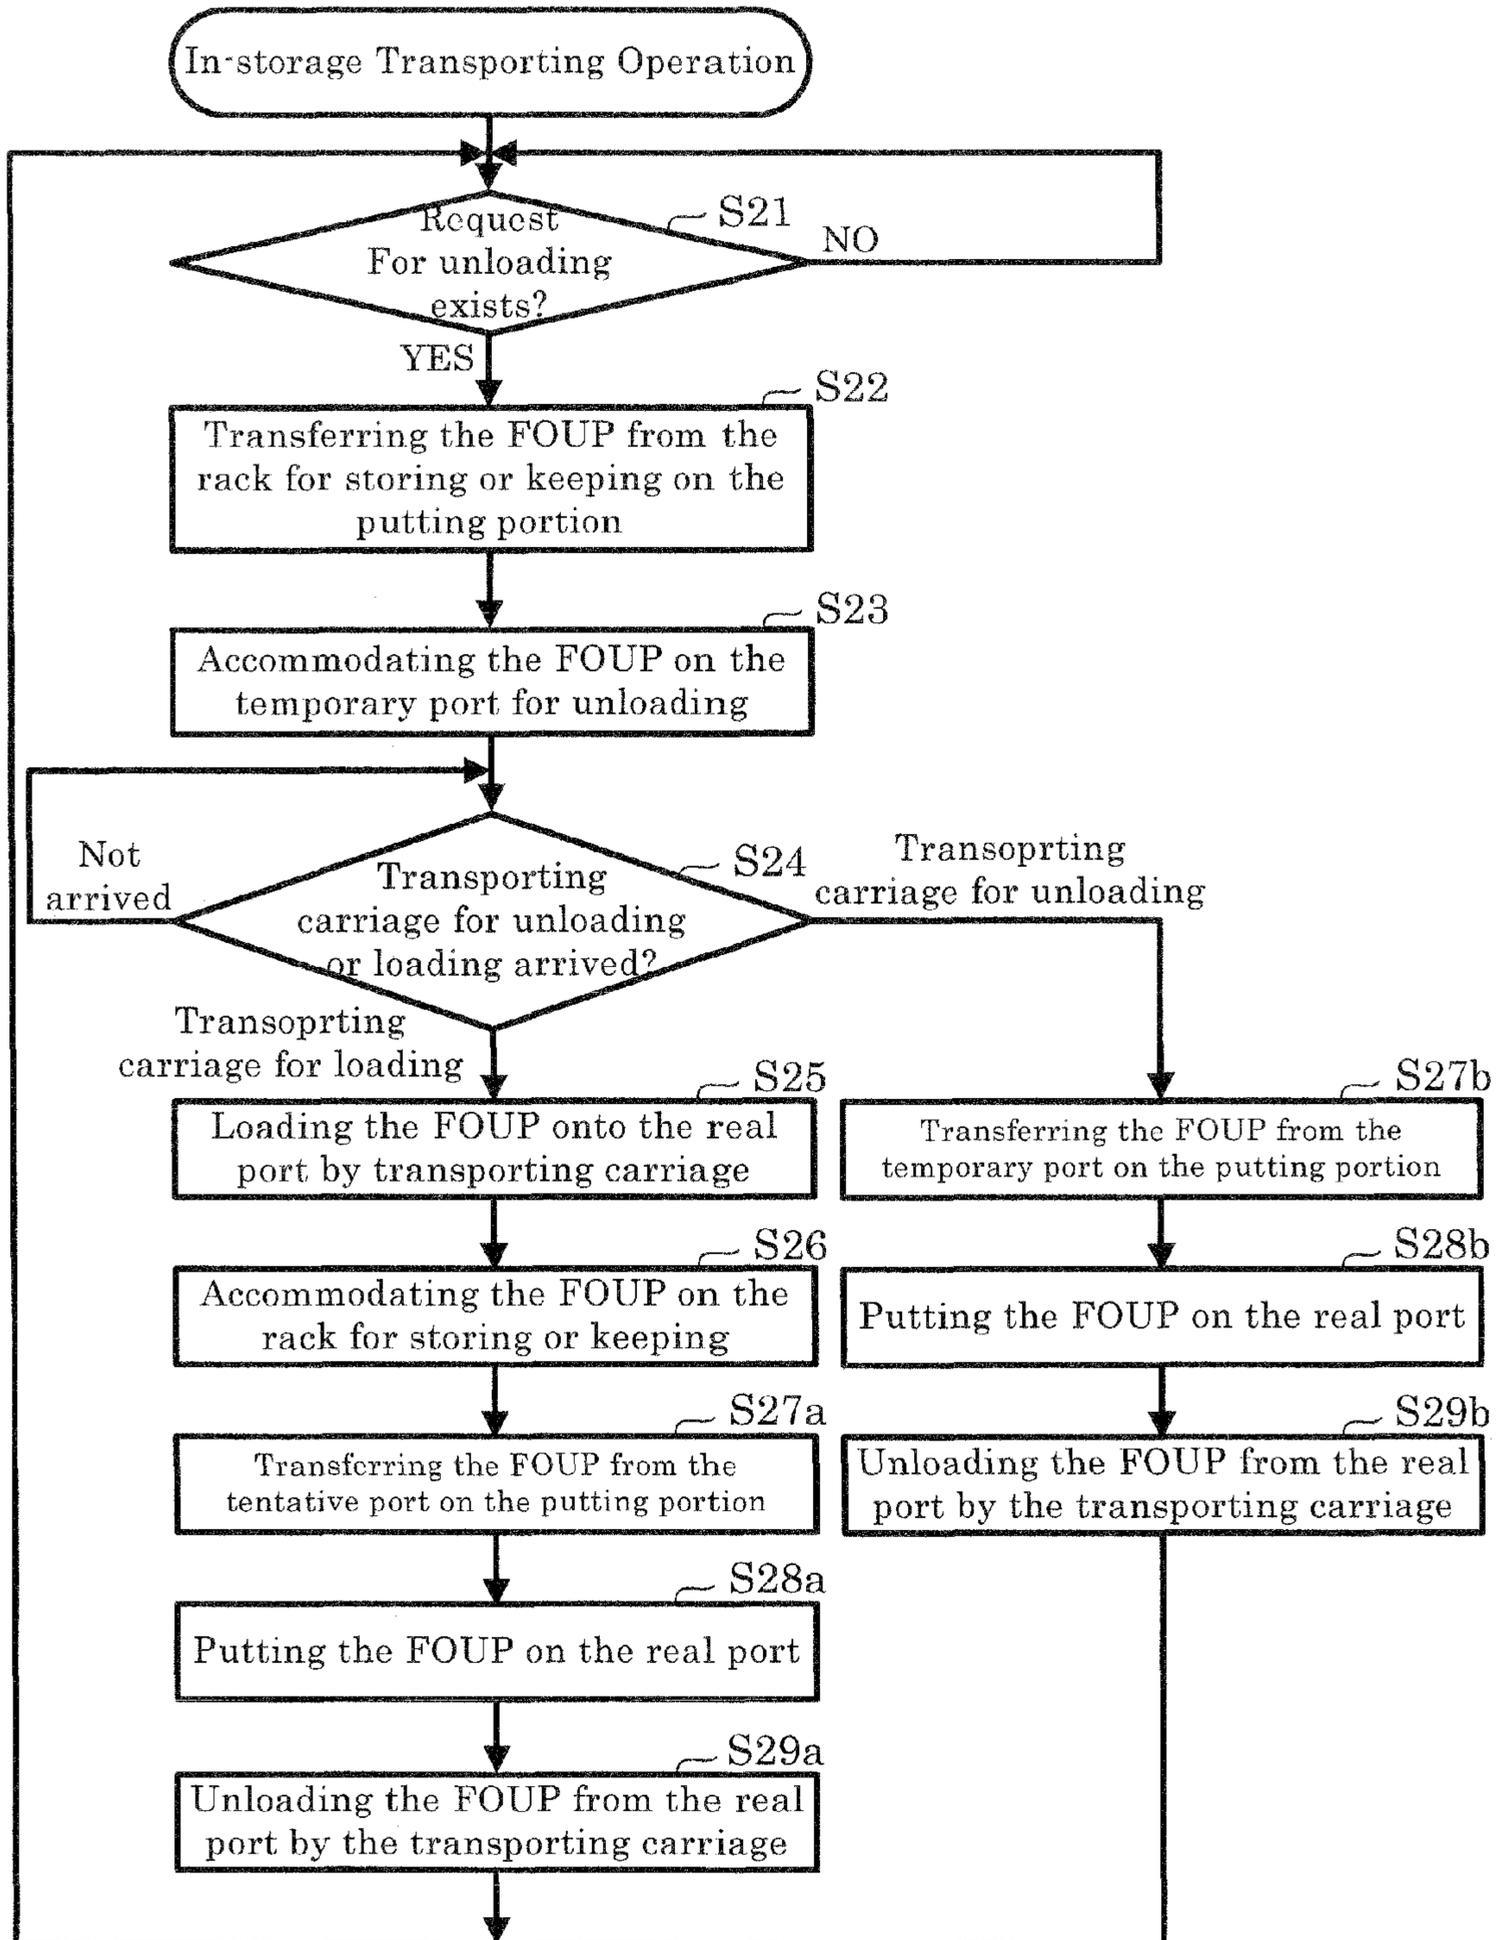 In-storage Transporting Operation
S21
Request
For unloading
exists?
NO
YES
S22
Transferring the FOUP from the
rack for storing or keeping on the
putting portion
S23
Accommodating the FOUP on the
temporary port for unloading
Not
arrived
S24
Transporting
carriage for unloading
or loading arrived?
Transoprting
carriage for unloading
Transoprting
carriage for loading
S25
Loading the FOUP onto the real
port by transporting carriage
S26
Accommodating the FOUP on the
rack for storing or keeping
S27a
Transferring the FOUP from the
tentative port on the putting portion
S28a
Putting the FOUP on the real port
S29a
Unloading the FOUP from the real
port by the transporting carriage
S27b
Transferring the FOUP from the
temporary port on the putting portion
S28b
Putting the FOUP on the real port
S29b
Unloading the FOUP from the real
port by the transporting carriage